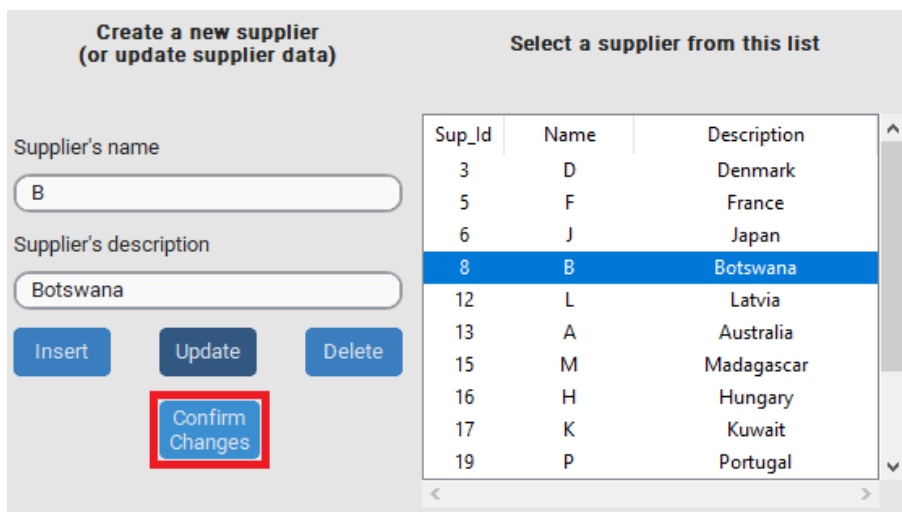 Create a new supplier
(or update supplier data)
Select a supplier from this list
Supplier's name
B
Supplier's description
Botswana
Insert Update Delete
Confirm
Changes
Sup_Id Name Description
3 D Denmark
5 F France
6 J Japan
8 B Botswana
12 L Latvia
13 A Australia
15 M Madagascar
16 H Hungary
17 K Kuwait
19 P Portugal